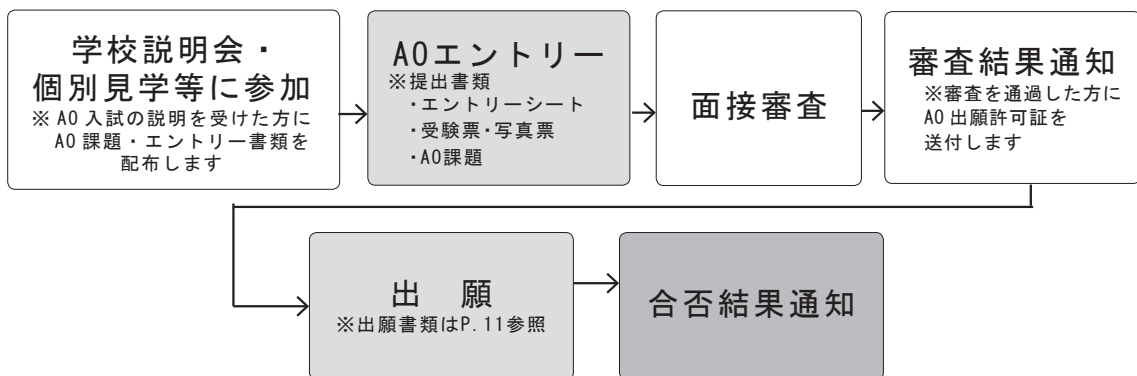 学校説明会・
個別見学等に参加
※AO入試の説明を受けた方に
AO課題・エントリー書類を
配布します
AOエントリー
※提出書類
・エントリーシート
・受験票・写真票
・AO課題
面接審査
審査結果通知
※審査を通過した方に
AO出願許可証を
送付します
出 願
※出願書類はP.11参照
合否結果通知